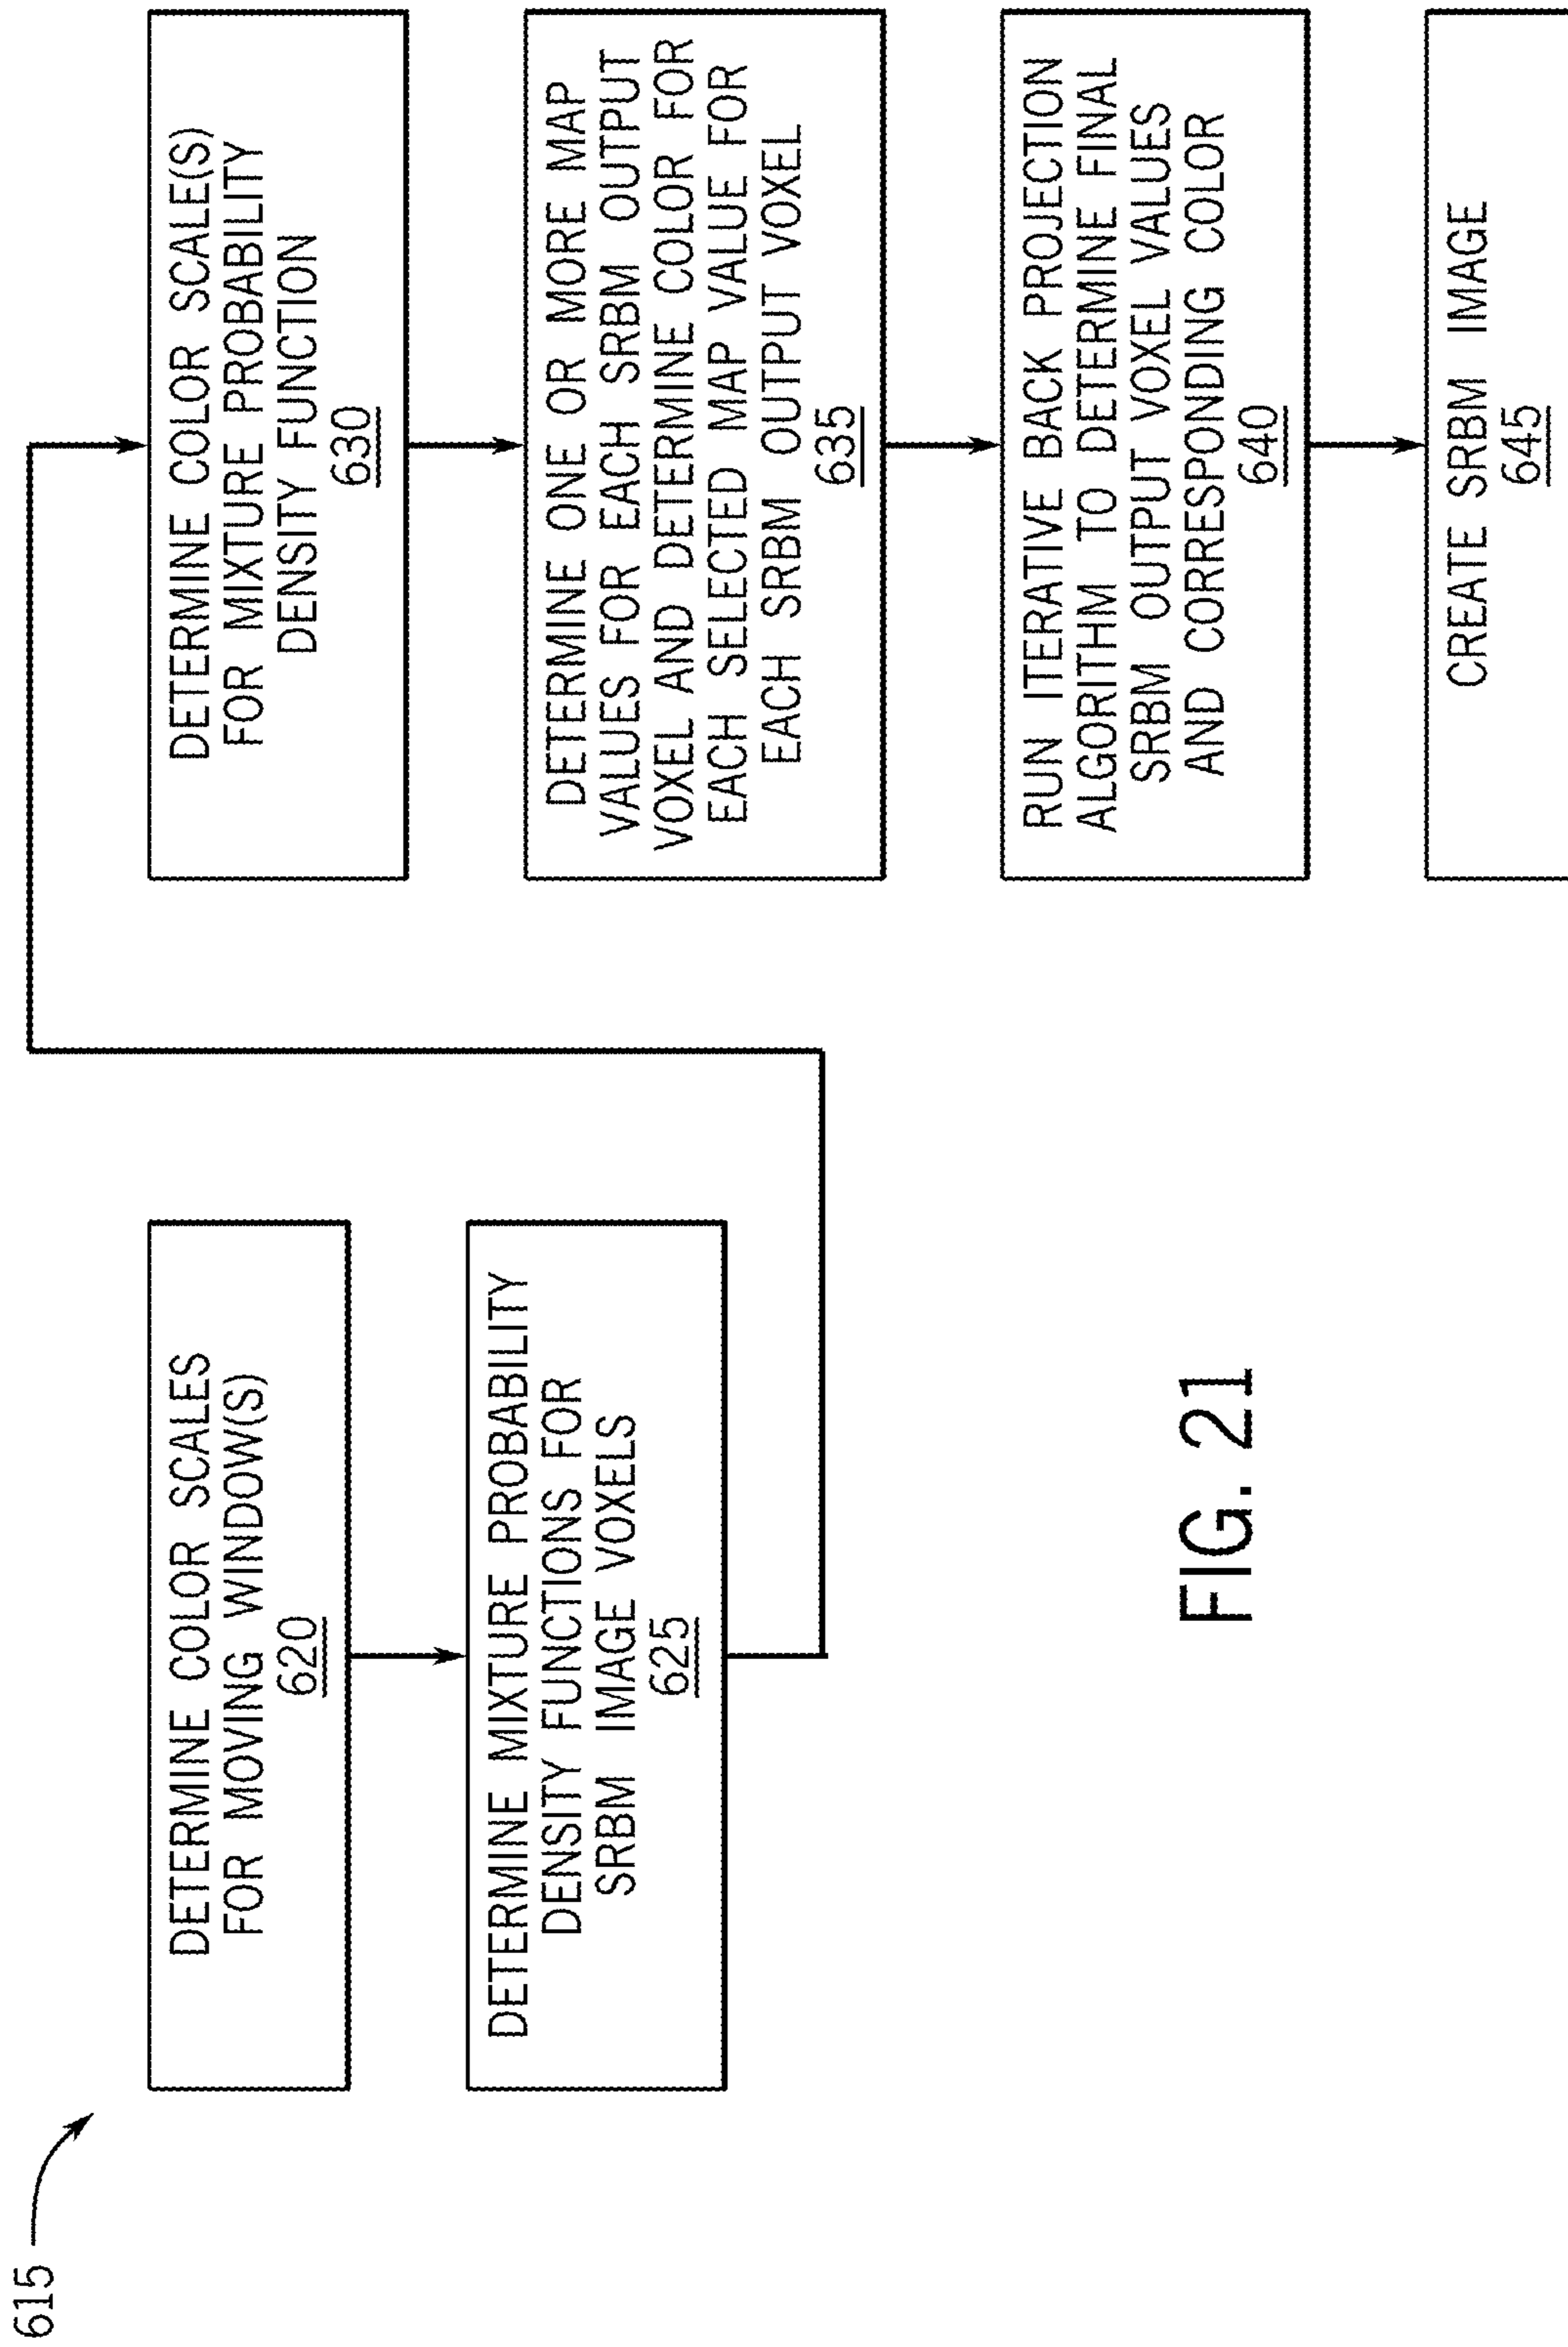 615
DETERMINE COLOR SCALES
FOR MOVING WINDOW(S)
620
DETERMINE MIXTURE PROBABILITY
DENSITY FUNCTIONS FOR
SRBM IMAGE VOXELS
625
DETERMINE COLOR SCALE(S)
FOR MIXTURE PROBABILITY
DENSITY FUNCTION
630
DETERMINE ONE OR MORE MAP
VALUES FOR EACH SRBM OUTPUT
VOXEL AND DETERMINE COLOR FOR
EACH SELECTED MAP VALUE FOR
EACH SRBM OUTPUT VOXEL
635
RUN ITERATIVE BACK PROJECTION
ALGORITHM TO DETERMINE FINAL
SRBM OUTPUT VOXEL VALUES
AND CORRESPONDING COLOR
640
CREATE SRBM IMAGE
645
FIG. 21